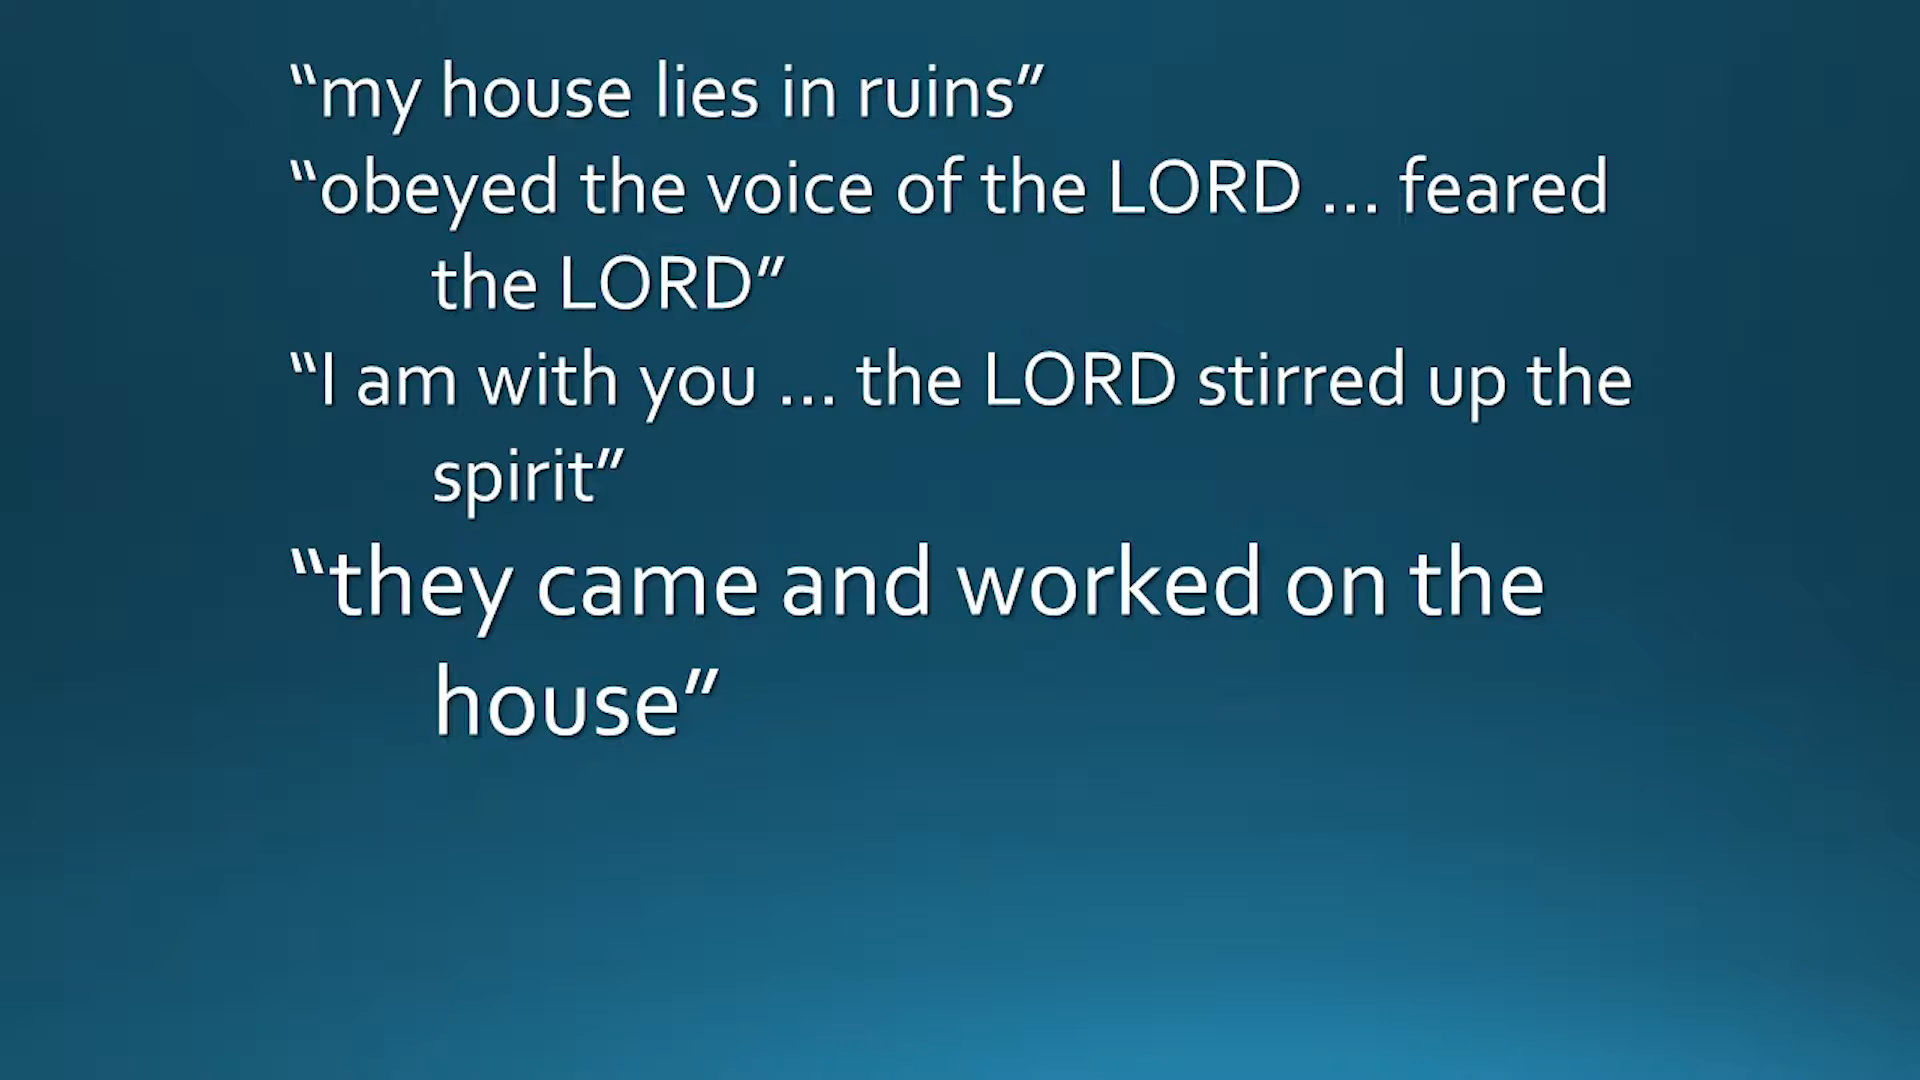 “my house lies in ruins”
“obeyed the voice of the LORD ... feared
the LORD”
“I am with you ... the LORD stirred up the
spirit”
“they came and worked on the
house”